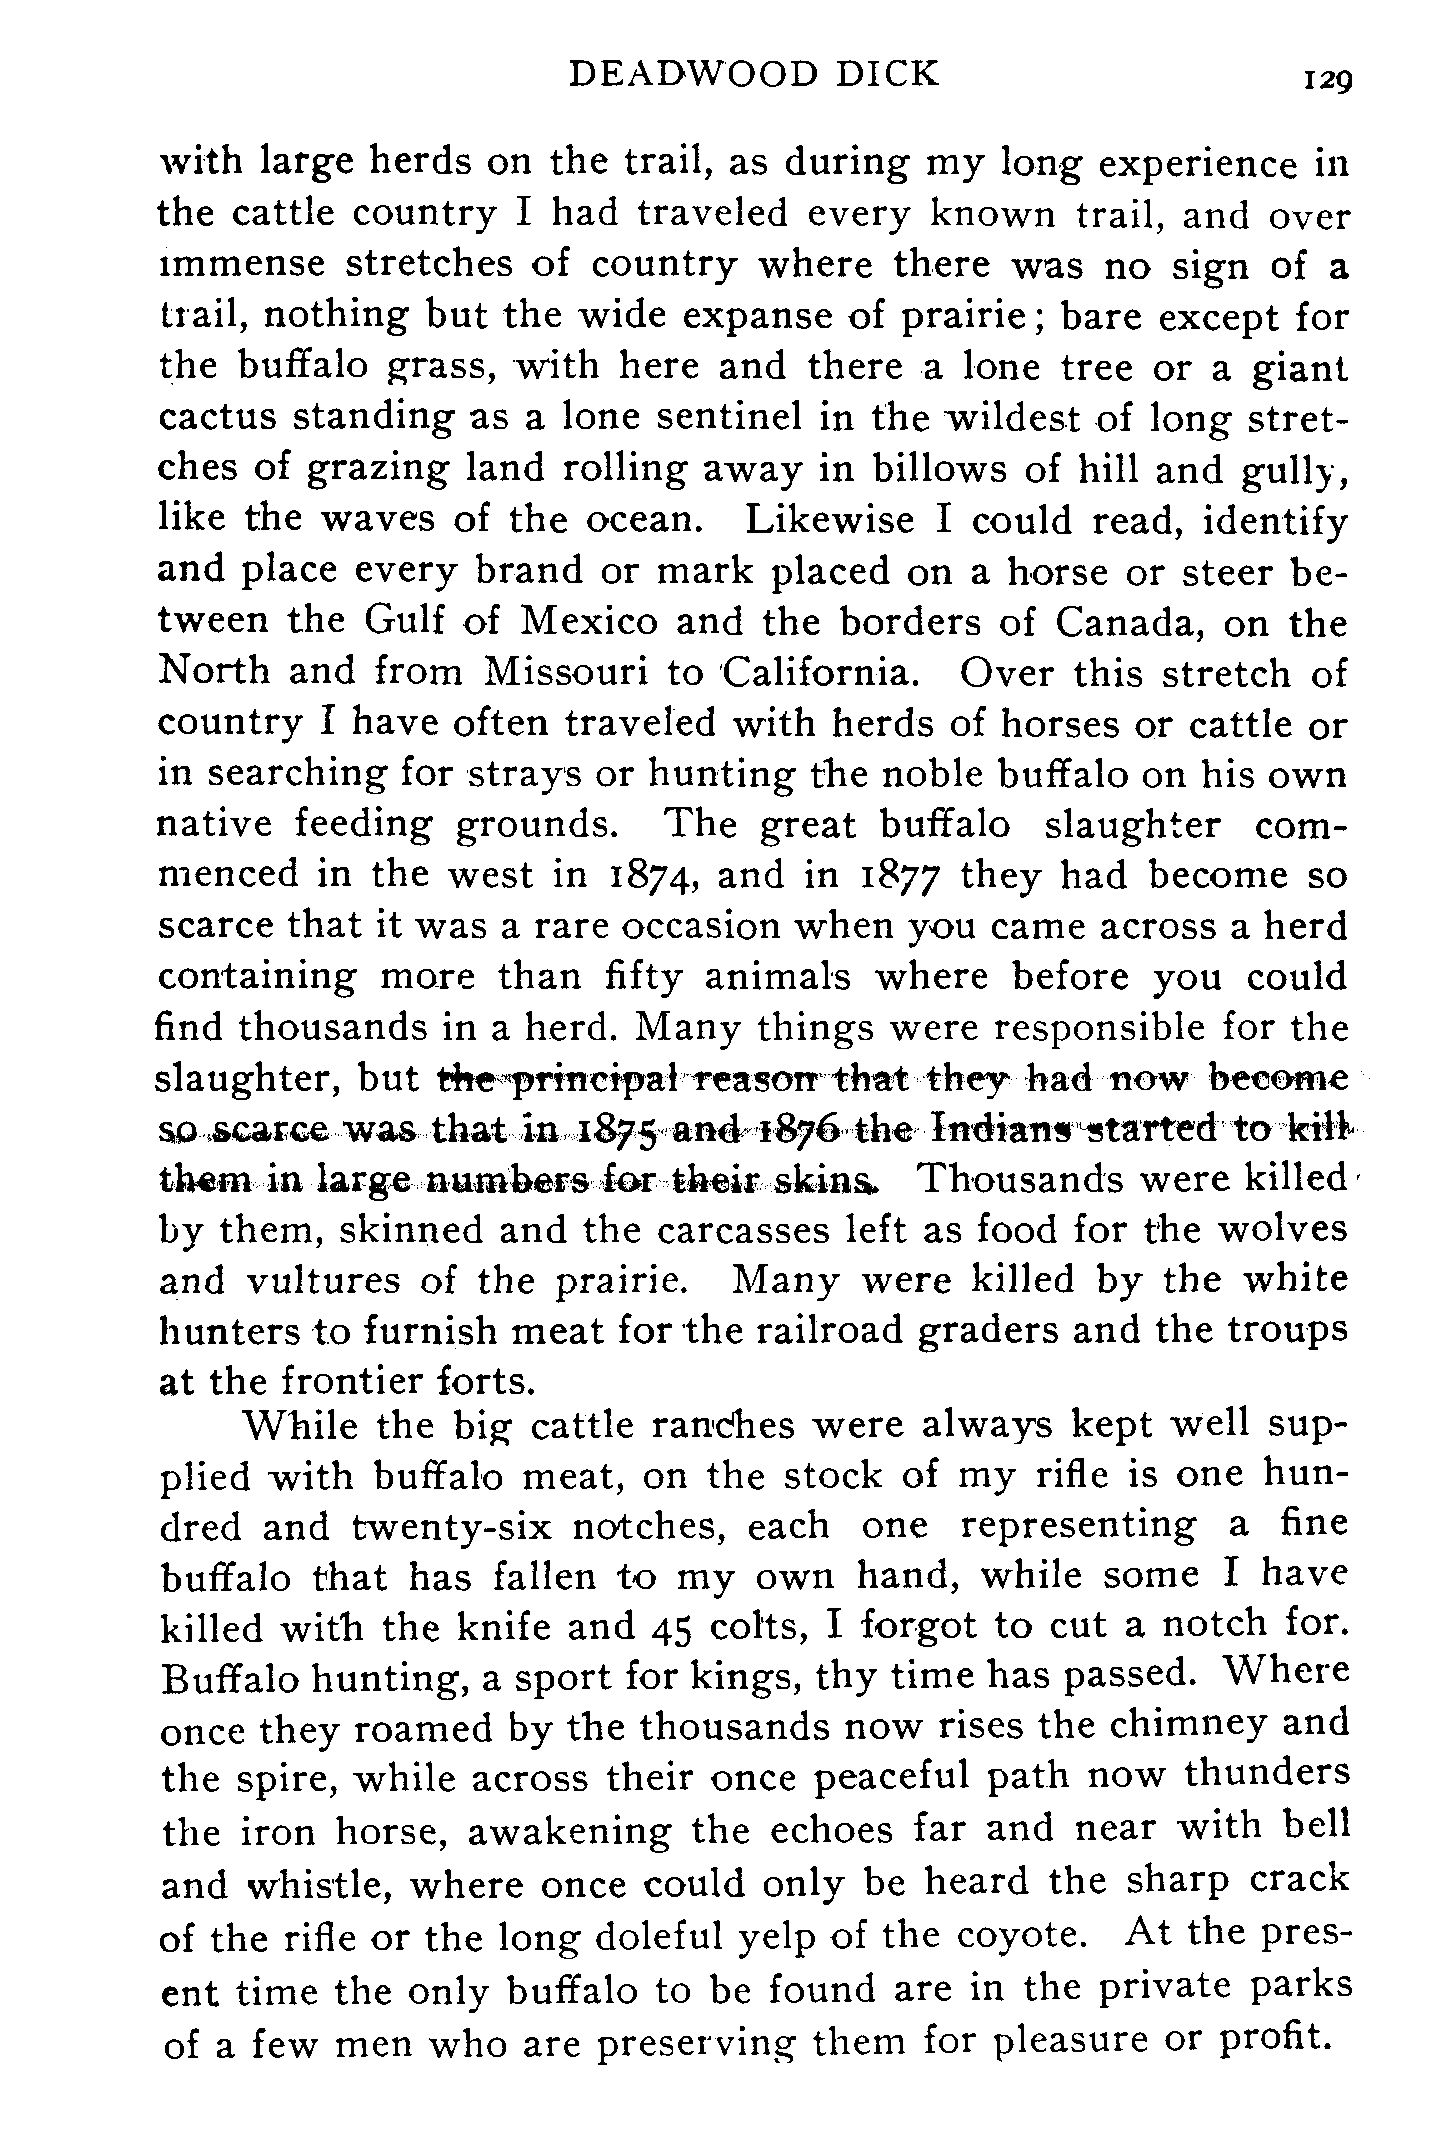 DEADWOOD DICK 129
with large herds on the trail, as during my long experience in
the cattle country I had traveled every known trail, and over
immense stretches of country where there was no sign of a
trail, nothing but the wide expanse of prairie; bare except for
the buffalo grass, with here and there a lone tree or a giant
cactus standing as a lone sentinel in the wildest of long stret-
ches of grazing land rolling away in billows of hill and gully,
like the waves of the ocean. Likewise I could read, identify
and place every brand or mark placed on a horse or steer be-
tween the Gulf of Mexico and the borders of Canada, on the
North and from Missouri to California. Over this stretch of
country I have often traveled with herds of horses or cattle or
in searching for strays or hunting the noble buffalo on his own
native feeding grounds. The great buffalo slaughter com-
menced in the west in 1874, and in 1877 they had become so
scarce that it was a rare occasion when you came across a herd
containing more than fifty animals where before you could
find thousands in a herd. Many things were responsible for the
slaughter, but the principal reason that they had now become
so scarce was that in 1875 and 1876 the Indians started to kill
them in large numbers for their skins. Thousands were killed
by them, skinned and the carcasses left as food for the wolves
and vultures of the prairie. Many were killed by the white
hunters to furnish meat for the railroad graders and the troups
at the frontier forts.
While the big cattle ranches were always kept well sup-
plied with buffalo meat, on the stock of my rifle is one hun-
dred and twenty-six notches, each one representing a fine
buffalo that has fallen to my own hand, while some I have
killed with the knife and 45 colts, I forgot to cut a notch for.
Buffalo hunting, a sport for kings, thy time has passed. Where
once they roamed by the thousands now rises the chimney and
the spire, while across their once peaceful path now thunders
the iron horse, awakening the echoes far and near with bell
and whistle, where once could only be heard the sharp crack
of the rifle or the long doleful yelp of the coyote. At the pres-
ent time the only buffalo to be found are in the private parks
of a few men who are preserving them for pleasure or profit.